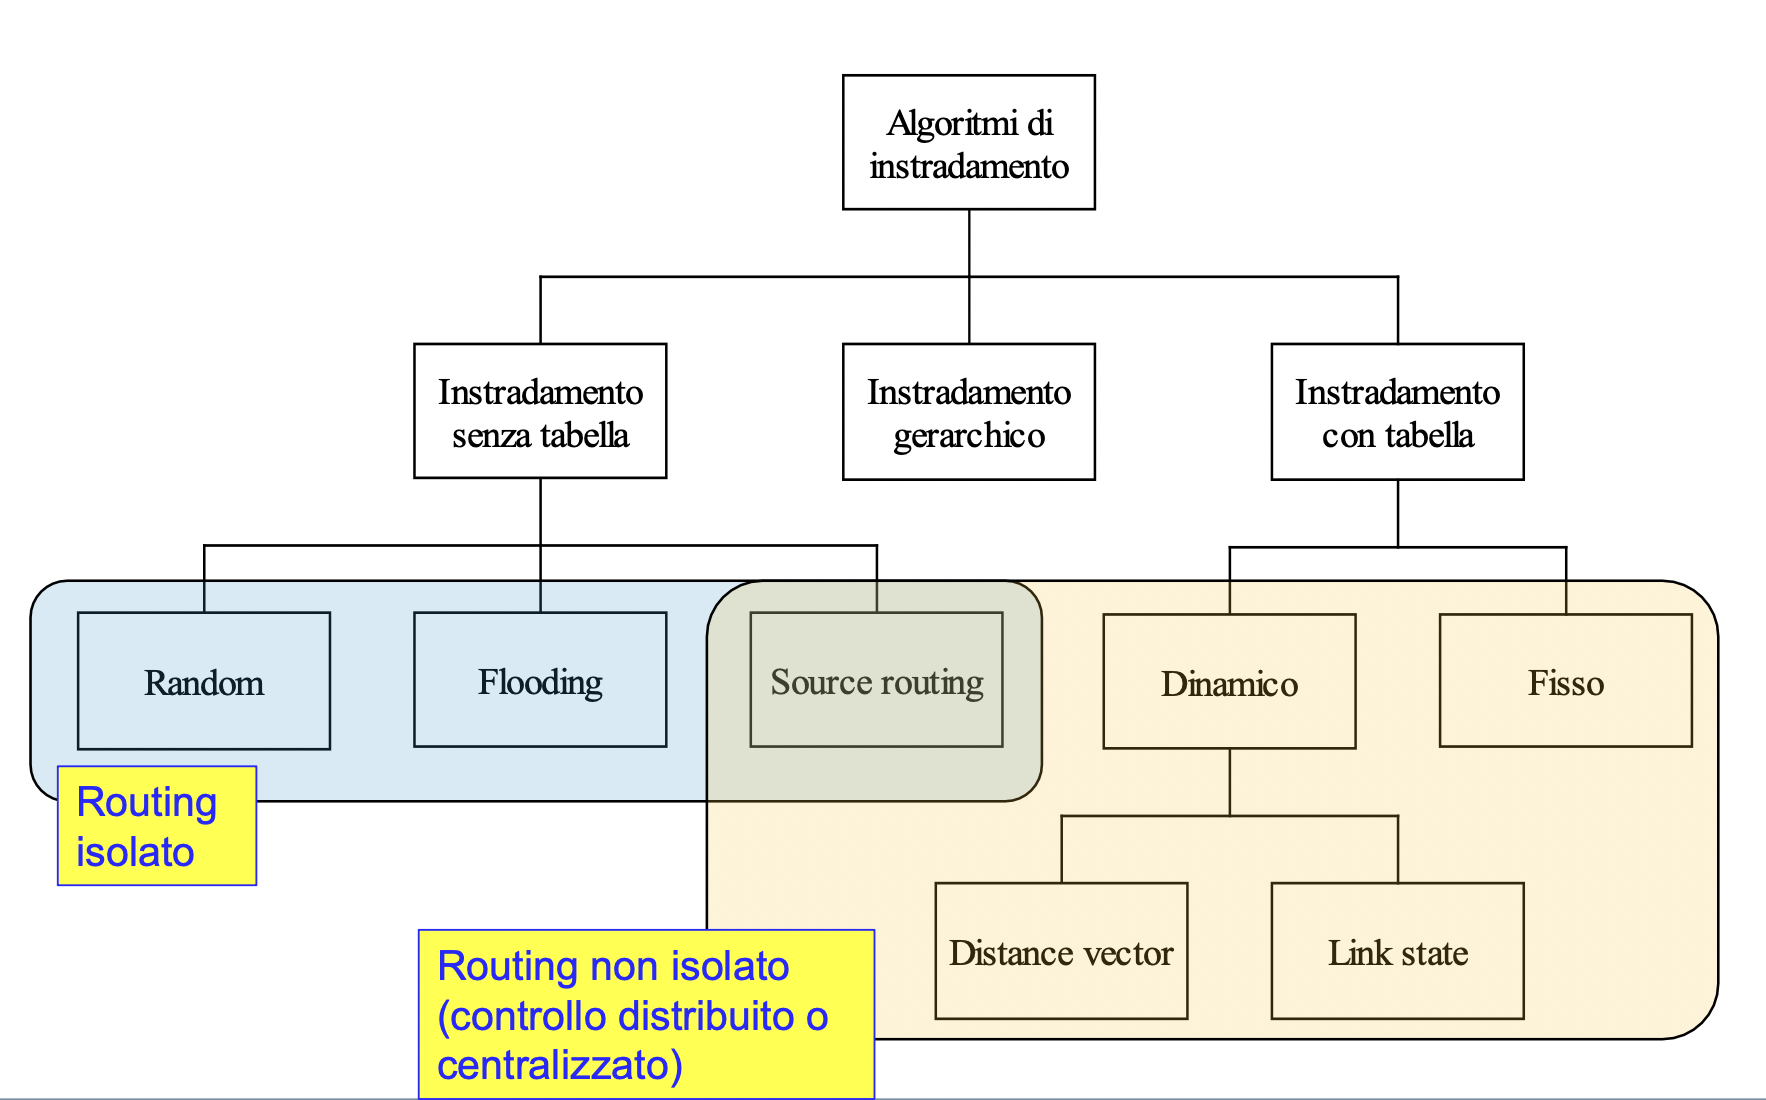 Algoritmi di
instradamento
Instradamento
senza tabella
Instradamento
gerarchico
Instradamento
con tabella
Random
Flooding
Source routing
Dinamico
Fisso
Routing
isolato
Distance vector
Link state
Routing non isolato
(controllo distribuito o
centralizzato)